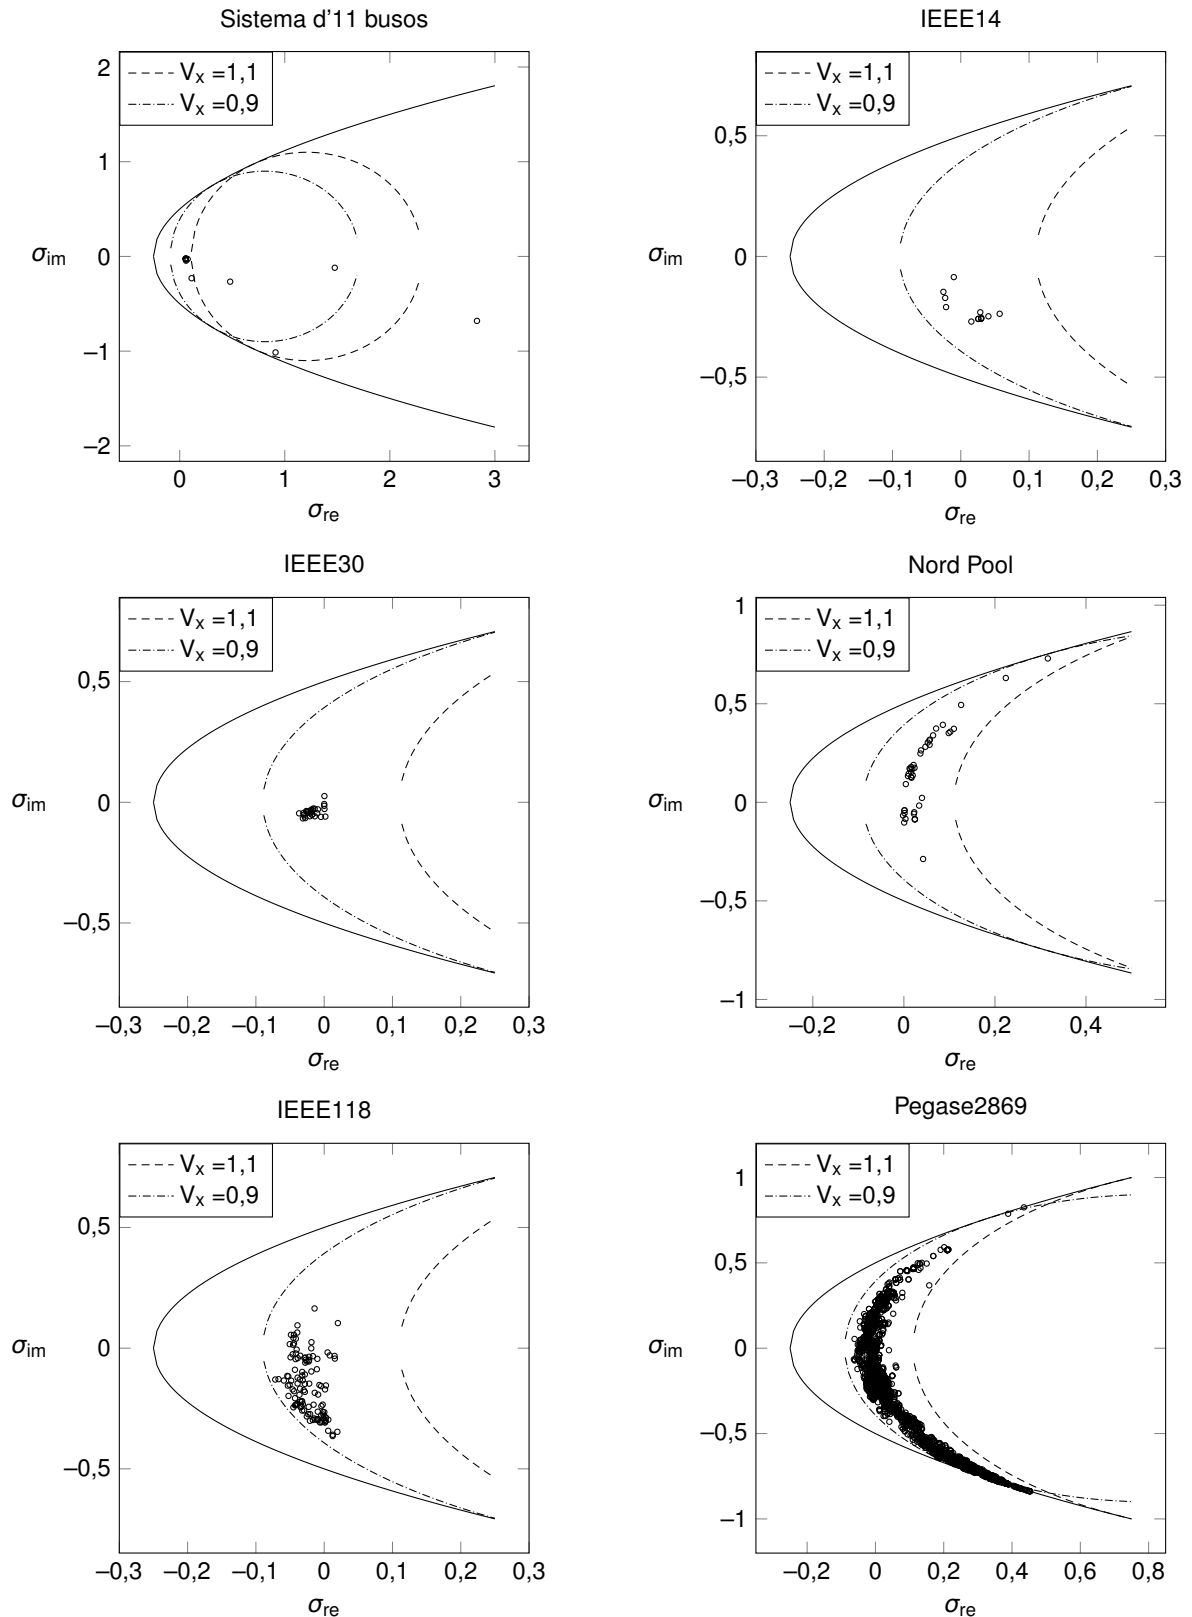 Sistema d'11 busos
V_x =1,1
V_x =0,9
2
1
0
−1
−2
σ_im
0
1
2
3
σ_re
IEEE14
V_x =1,1
V_x =0,9
0,5
0
−0,5
σ_im
−0,3
−0,2
−0,1
0
0,1
0,2
0,3
σ_re
IEEE30
V_x =1,1
V_x =0,9
0,5
0
−0,5
σ_im
−0,3
−0,2
−0,1
0
0,1
0,2
0,3
σ_re
Nord Pool
V_x =1,1
V_x =0,9
1
0,5
0
−0,5
−1
σ_im
−0,2
0
0,2
0,4
σ_re
IEEE118
V_x =1,1
V_x =0,9
0,5
0
−0,5
σ_im
−0,3
−0,2
−0,1
0
0,1
0,2
0,3
σ_re
Pegase2869
V_x =1,1
V_x =0,9
1
0,5
0
−0,5
−1
σ_im
−0,2
0
0,2
0,4
0,6
0,8
σ_re